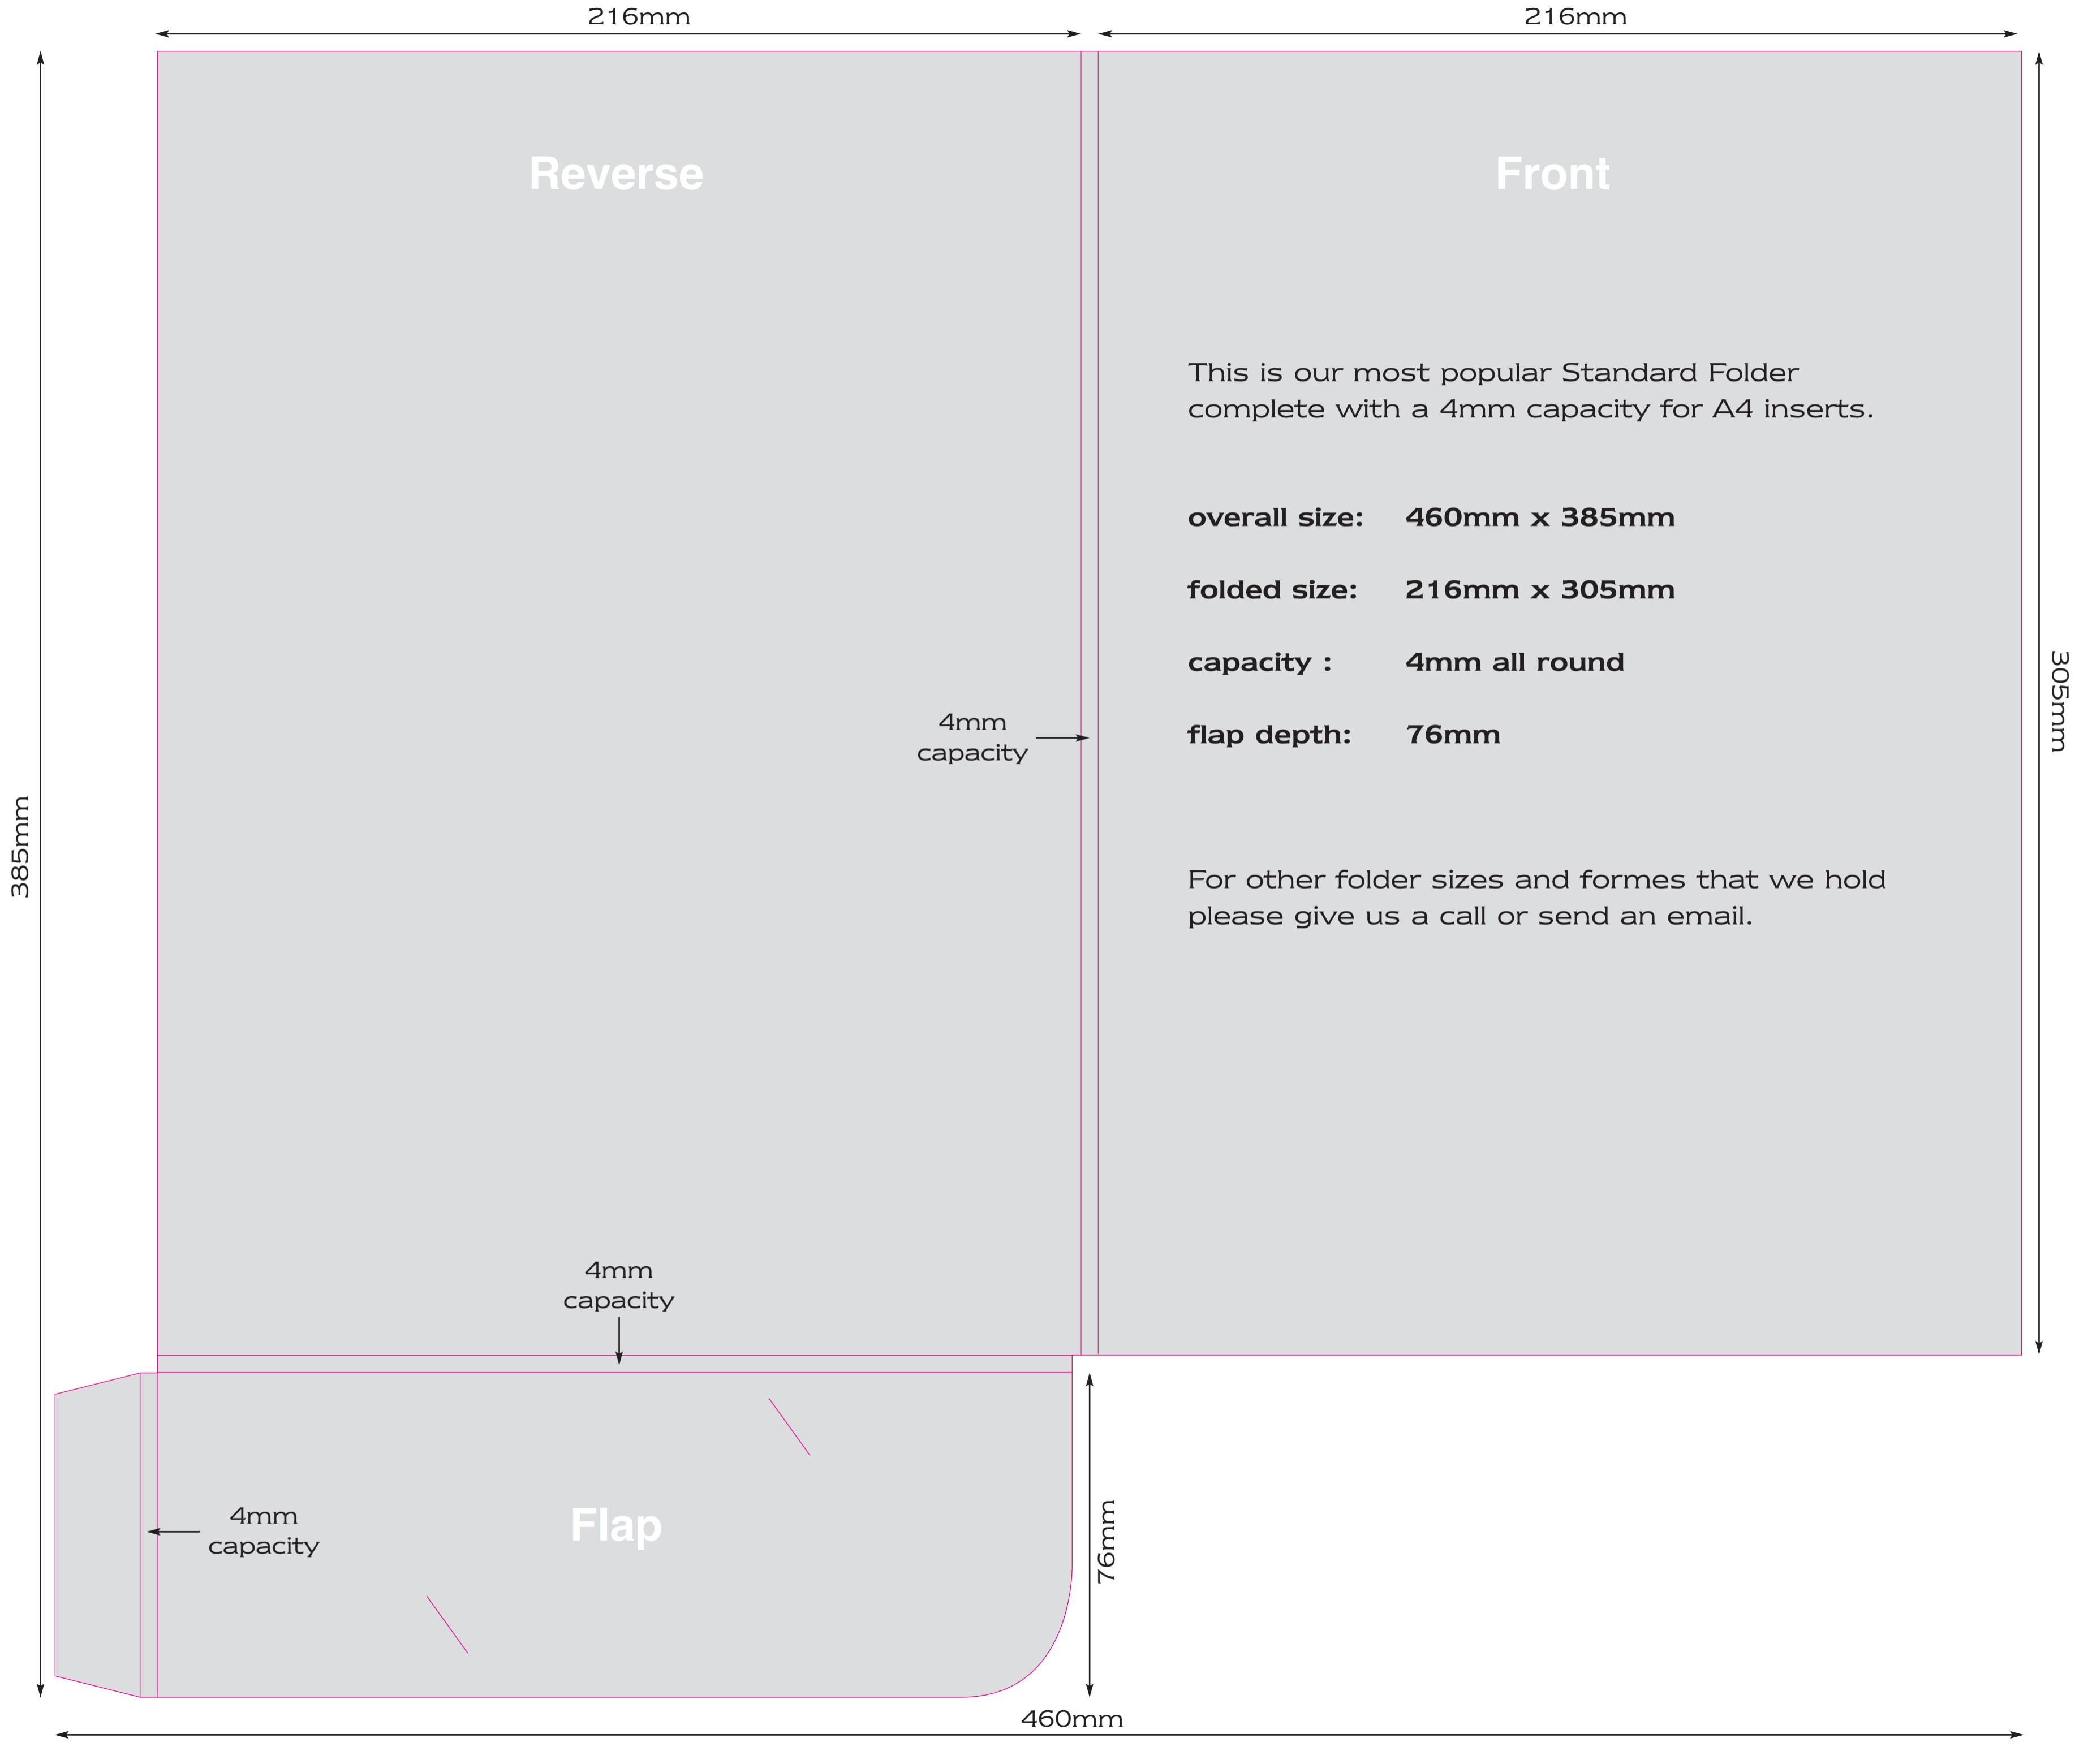 216mm
216mm
Reverse
Front
This is our most popular Standard Folder
complete with a 4mm capacity for A4 inserts.
overall size: 460mm x 385mm
folded size: 216mm x 305mm
capacity : 4mm all round
flap depth: 76mm
305mm
4mm
capacity
385mm
For other folder sizes and formes that we hold
please give us a call or send an email.
4mm
capacity
4mm
capacity
Flap
76mm
460mm